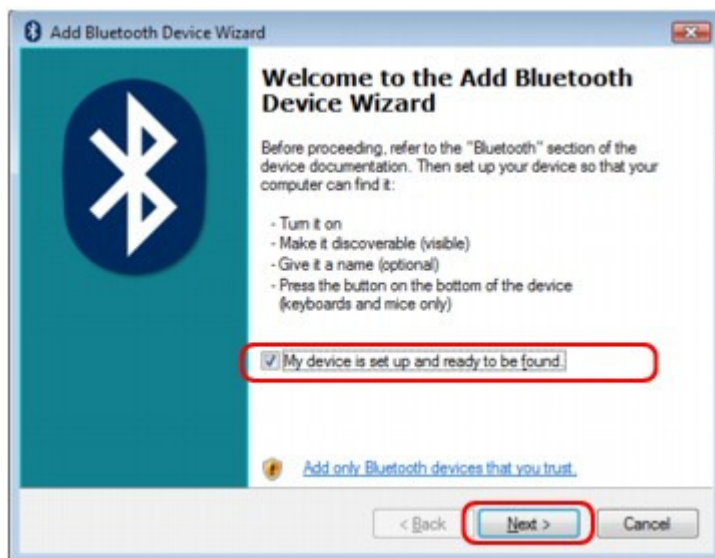 Add Bluetooth Device Wizard
Welcome to the Add Bluetooth
Device Wizard
Before proceeding, refer to the "Bluetooth" section of the
device documentation. Then set up your device so that your
computer can find it:
- Turn it on
- Make it discoverable (visible)
- Give it a name (optional)
- Press the button on the bottom of the device
(keyboards and mice only)
My device is set up and ready to be found.
Add only Bluetooth devices that you trust.
< Back Next > Cancel